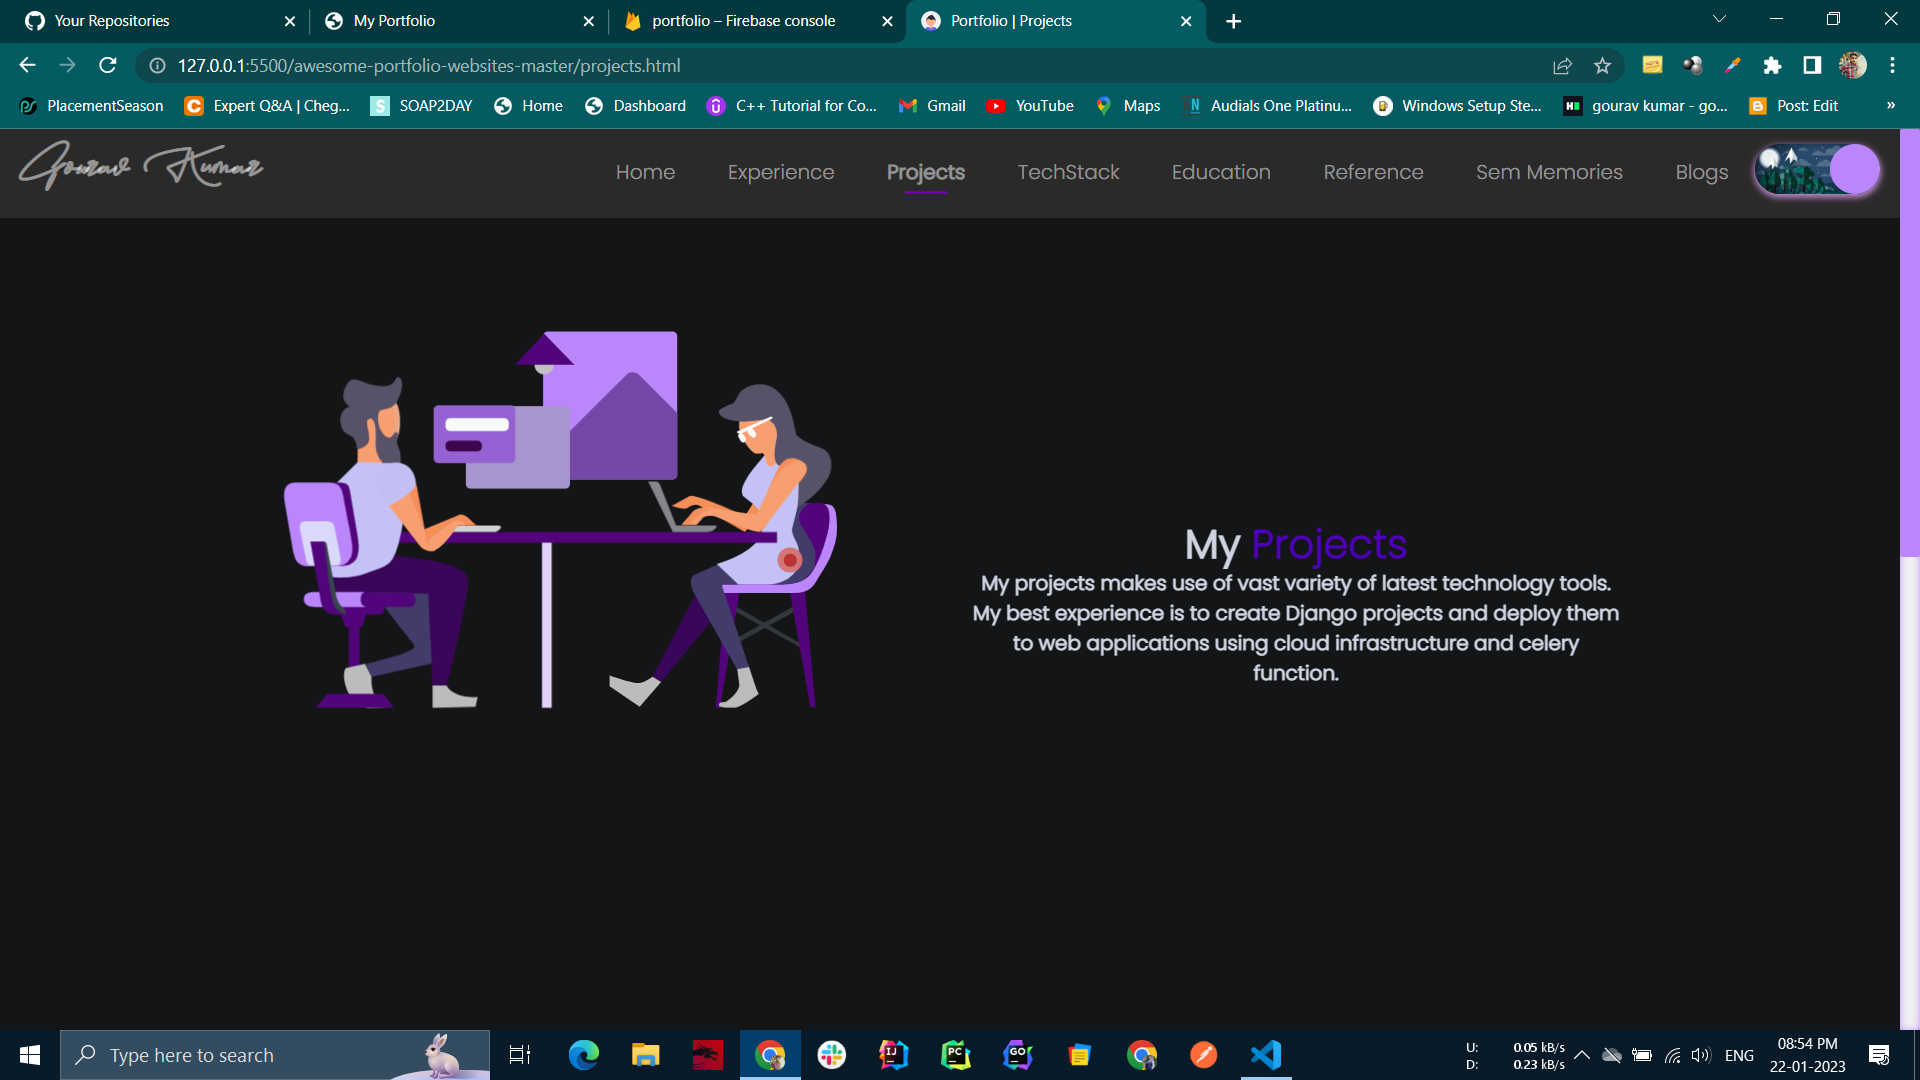 Your Repositories
My Portfolio
portfolio – Firebase console
Portfolio | Projects
127.0.0.1:5500/awesome-portfolio-websites-master/projects.html
PlacementSeason
Expert Q&A | Cheg...
SOAP2DAY
Home
Dashboard
C++ Tutorial for Co...
Gmail
YouTube
Maps
Audials One Platinu...
Windows Setup Ste...
gourav kumar - go...
Post: Edit
»
Gourav Kumar
Home
Experience
Projects
TechStack
Education
Reference
Sem Memories
Blogs
My Projects
My projects makes use of vast variety of latest technology tools.
My best experience is to create Django projects and deploy them
to web applications using cloud infrastructure and celery
function.
Type here to search
U: 0.05 kB/s
D: 0.23 kB/s
ENG
08:54 PM
22-01-2023